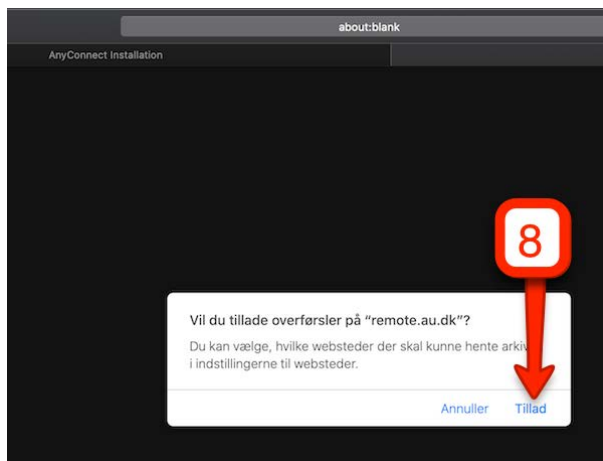 about:blank
AnyConnect Installation
8
Vil du tillade overførsler på “remote.au.dk”?
Du kan vælge, hvilke websteder der skal kunne hente arkiv
i indstillingerne til websteder.
Annuller Tillad